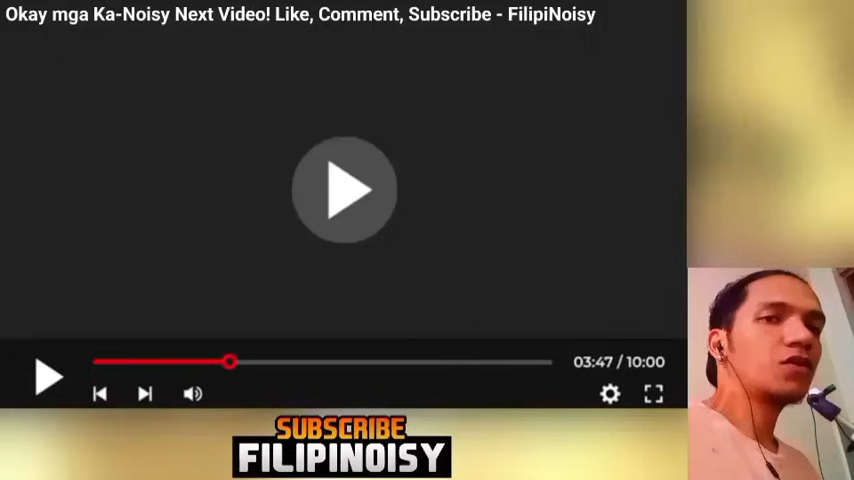 Okay mga Ka-Noisy Next Video! Like, Comment, Subscribe - FilipiNoisy
03:47 / 10:00
SUBSCRIBE
FILIPINOISY